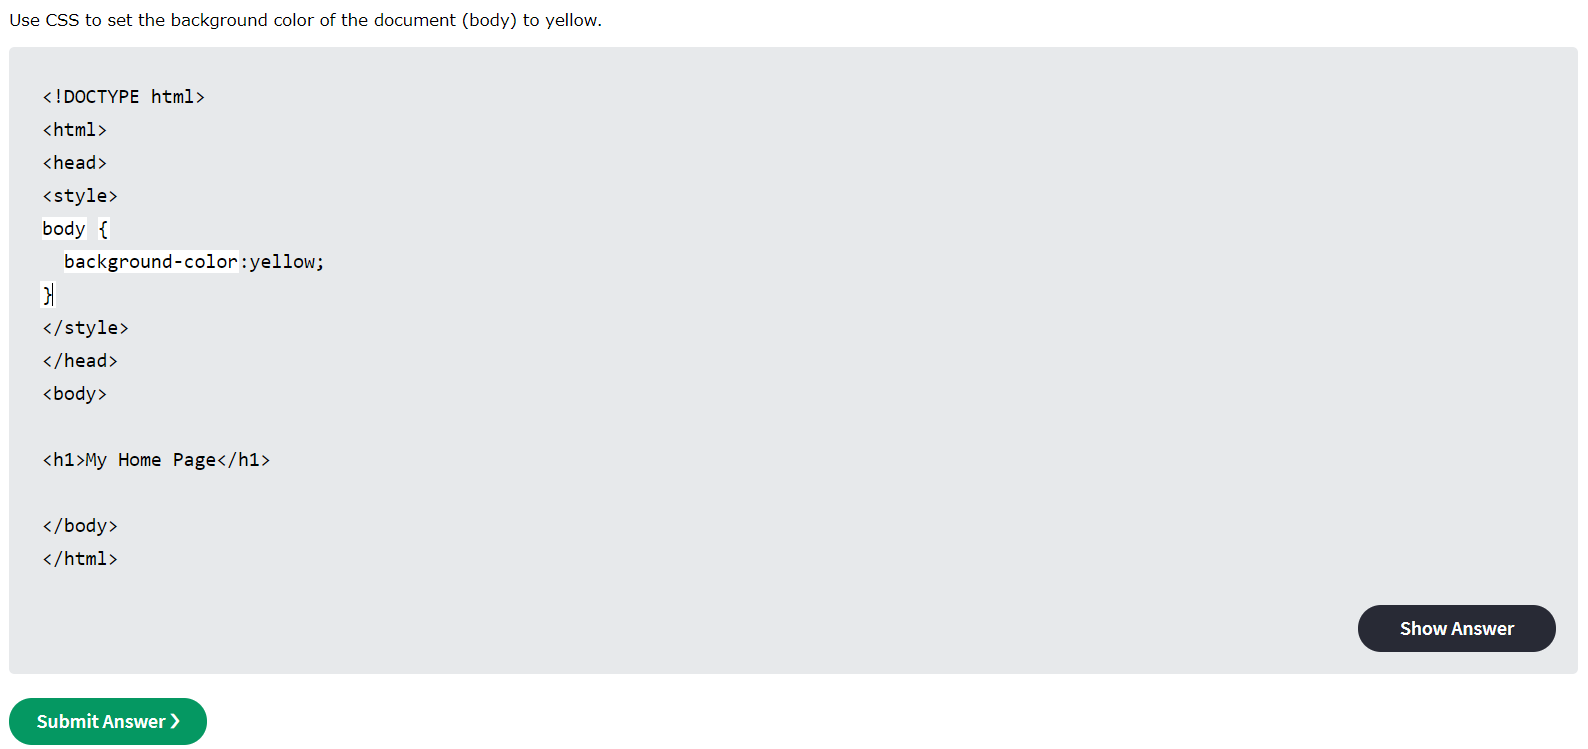 Use CSS to set the background color of the document (body) to yellow.
<!DOCTYPE html>
<html>
<head>
<style>
body {
  background-color:yellow;
}
</style>
</head>
<body>
<h1>My Home Page</h1>
</body>
</html>
Show Answer
Submit Answer ❯